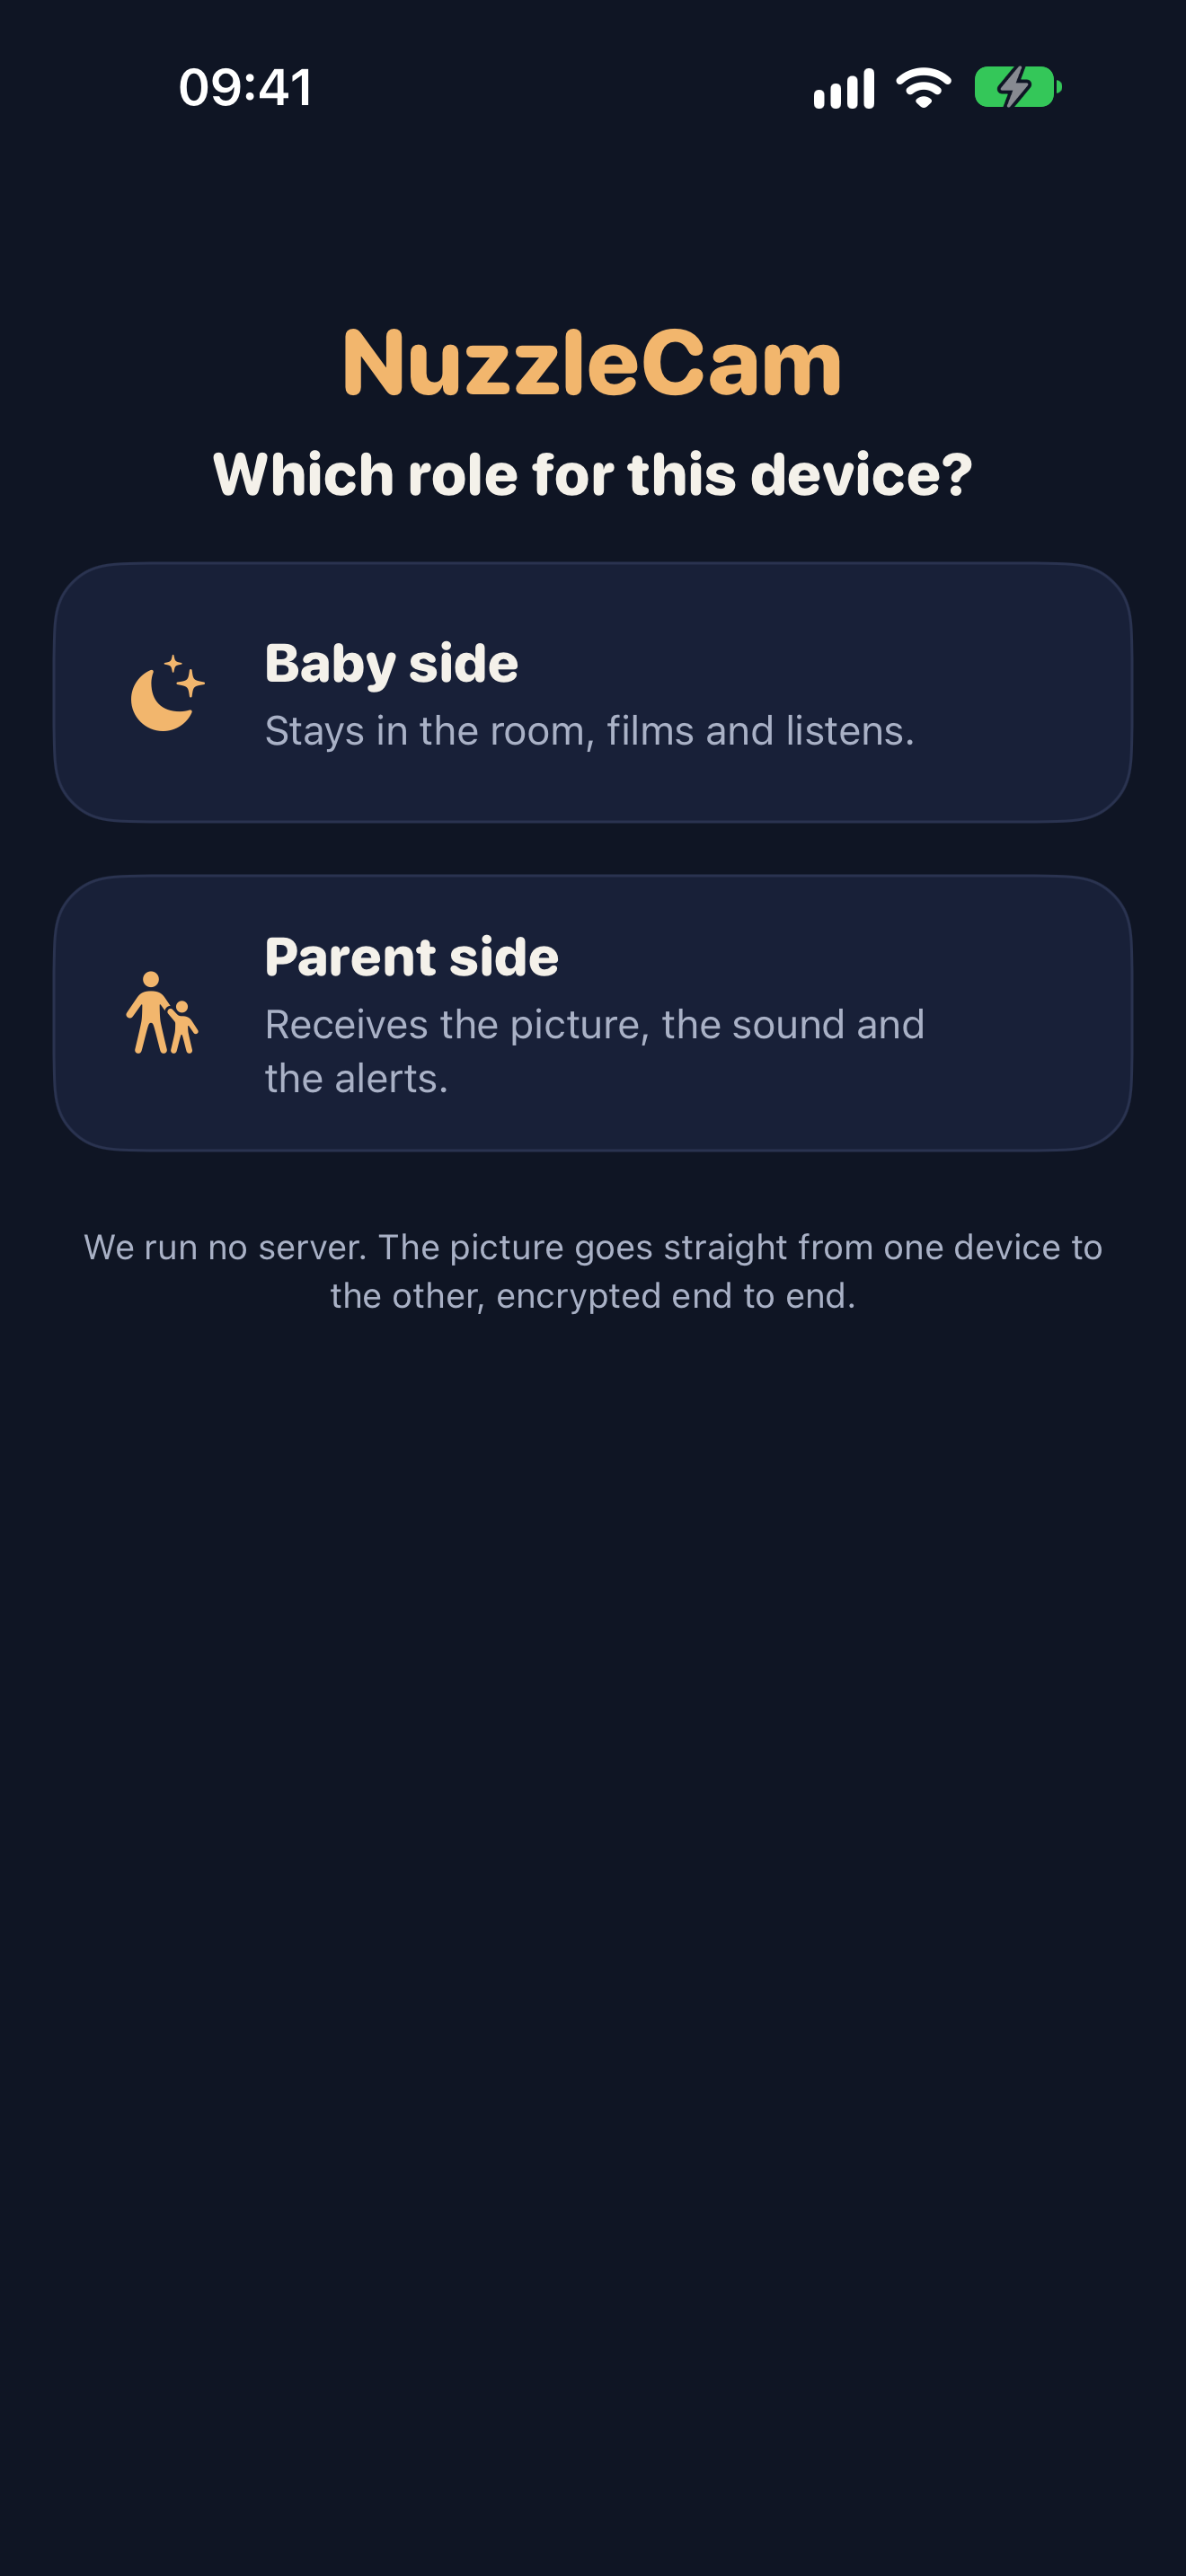 09:41
NuzzleCam
Which role for this device?
Baby side
Stays in the room, films and listens.
Parent side
Receives the picture, the sound and
the alerts.
We run no server. The picture goes straight from one device to
the other, encrypted end to end.